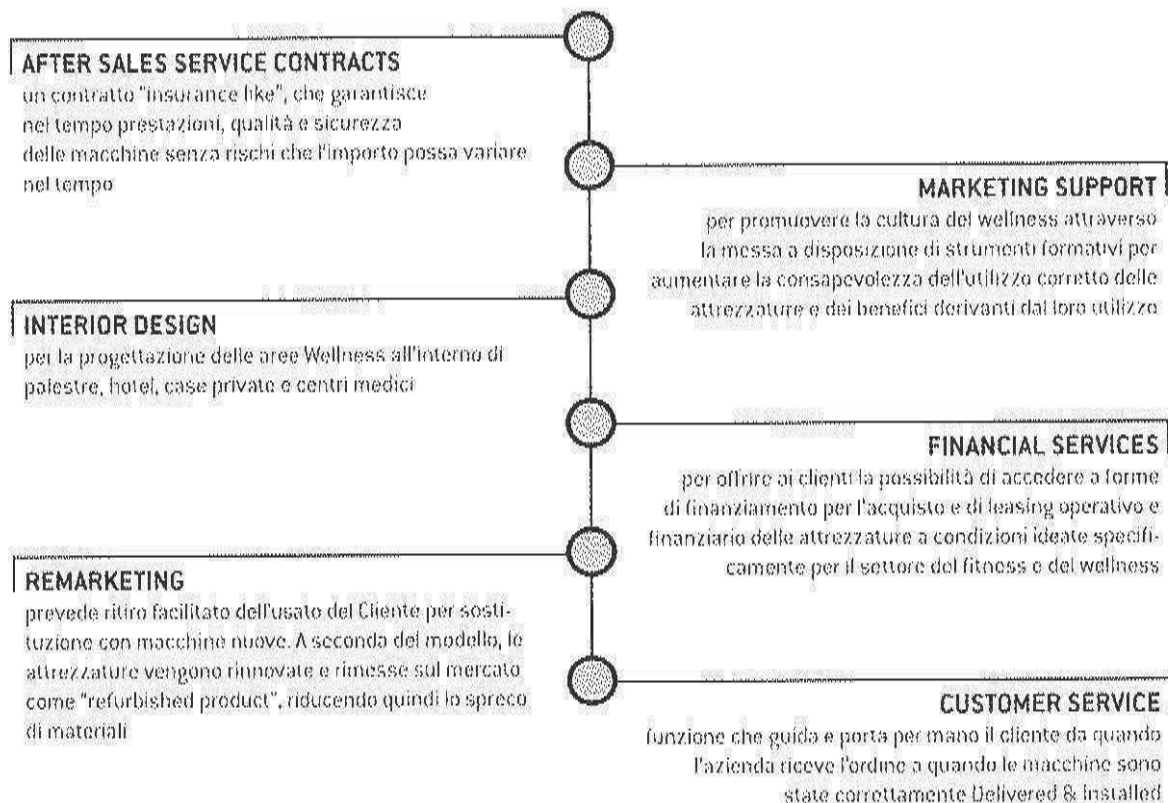 AFTER SALES SERVICE CONTRACTS
un contratto "insurance like", che garantisce
nel tempo prestazioni, qualità e sicurezza
delle macchine senza rischi che l'importo possa variare
nel tempo
MARKETING SUPPORT
per promuovere la cultura del wellness attraverso
la messa a disposizione di strumenti formativi per
aumentare la consapevolezza dell'utilizzo corretto delle
attrezzature e dei benefici derivanti dal loro utilizzo
INTERIOR DESIGN
per la progettazione delle aree Wellness all'interno di
palestre, hotel, case private e centri medici
FINANCIAL SERVICES
per offrire ai clienti la possibilità di accedere a forme
di finanziamento per l'acquisto e di leasing operativo e
finanziario delle attrezzature a condizioni ideate specifi-
camente per il settore del fitness e del wellness
REMARKETING
prevede ritiro facilitato dell'usato del Cliente per sosti-
tuzione con macchine nuove. A seconda del modello, le
attrezzature vengono rinnovate e rimesse sul mercato
come "refurbished product", riducendo quindi lo spreco
di materiali
CUSTOMER SERVICE
funzione che guida e porta per mano il cliente da quando
l'azienda riceve l'ordine a quando le macchine sono
state correttamente Delivered & Installed